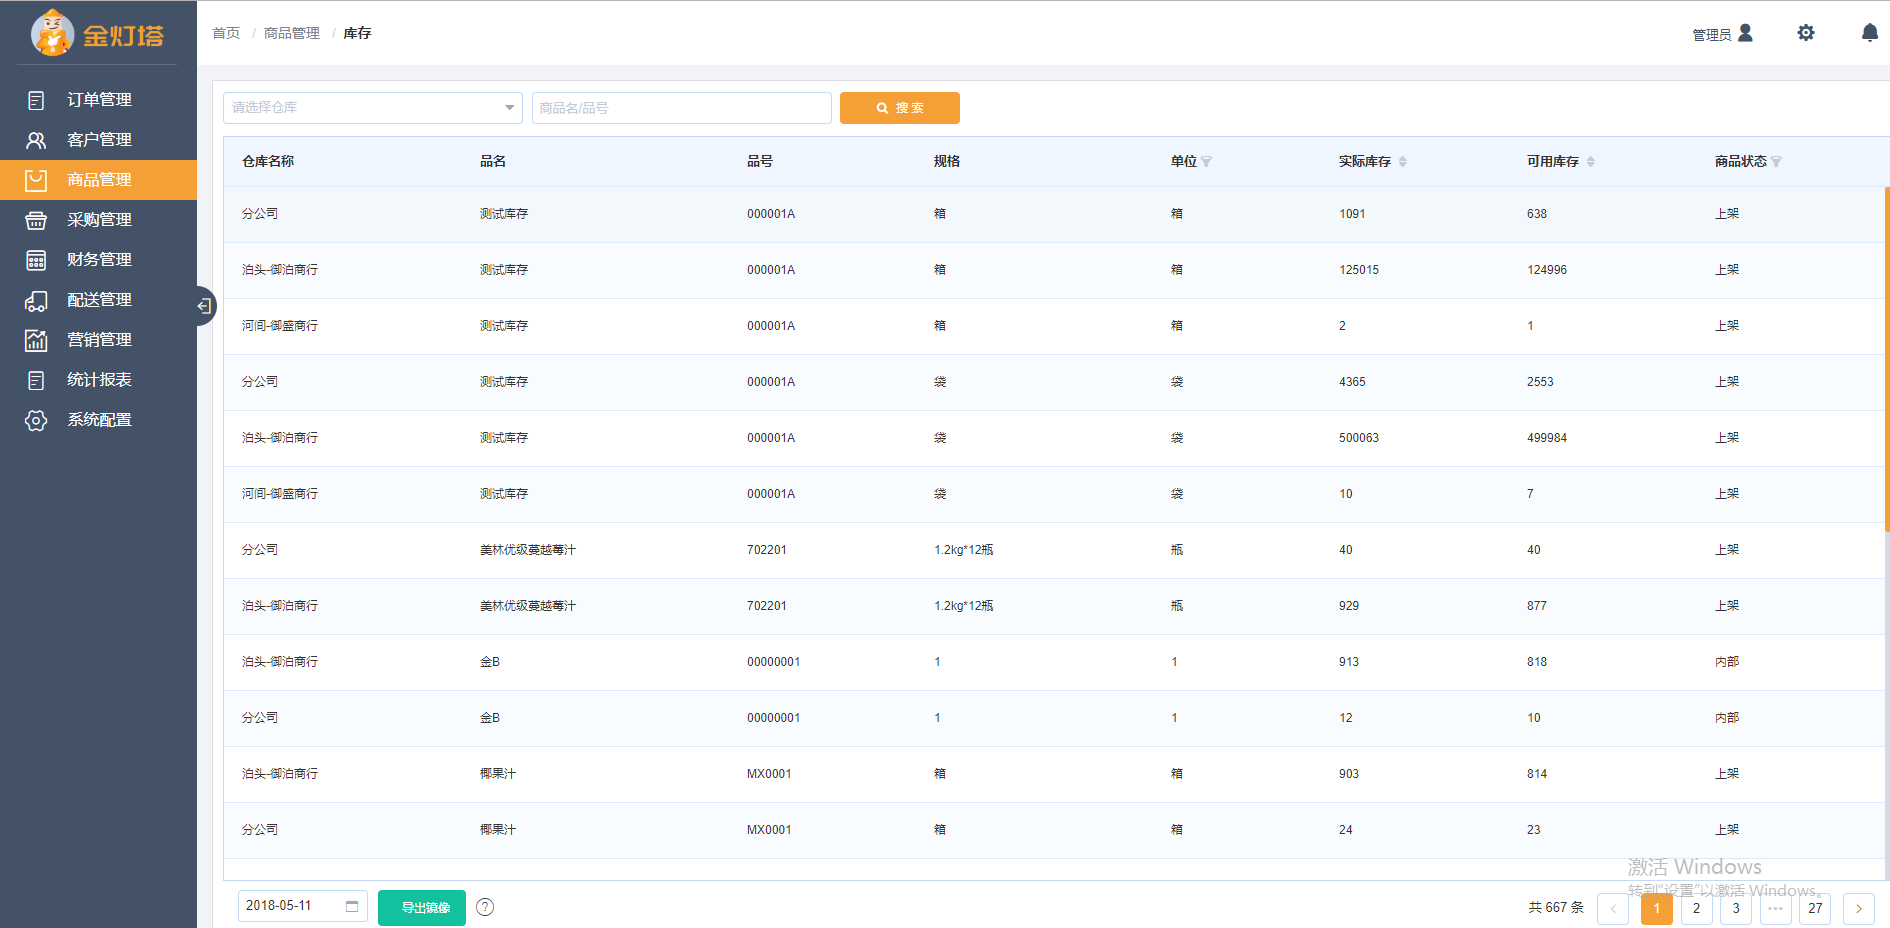 金灯塔
首页 / 商品管理 / 库存
管理员
订单管理
客户管理
商品管理
采购管理
财务管理
配送管理
营销管理
统计报表
系统配置
请选择仓库 商品名/品号 搜 索
仓库名称 品名 品号 规格 单位 实际库存 可用库存 商品状态
分公司 测试库存 000001A 箱 箱 1091 638 上架
泊头-御泊商行 测试库存 000001A 箱 箱 125015 124996 上架
河间-御盛商行 测试库存 000001A 箱 箱 2 1 上架
分公司 测试库存 000001A 袋 袋 4365 2553 上架
泊头-御泊商行 测试库存 000001A 袋 袋 500063 499984 上架
河间-御盛商行 测试库存 000001A 袋 袋 10 7 上架
分公司 美林优级蔓越莓汁 702201 1.2kg*12瓶 瓶 40 40 上架
泊头-御泊商行 美林优级蔓越莓汁 702201 1.2kg*12瓶 瓶 929 877 上架
泊头-御泊商行 金B 00000001 1 1 913 818 内部
分公司 金B 00000001 1 1 12 10 内部
泊头-御泊商行 椰果汁 MX0001 箱 箱 903 814 上架
分公司 椰果汁 MX0001 箱 箱 24 23 上架
激活 Windows
转到"设置"以激活 Windows。
2018-05-11 导出镜像 ? 共 667 条 < 1 2 3 ••• 27 >